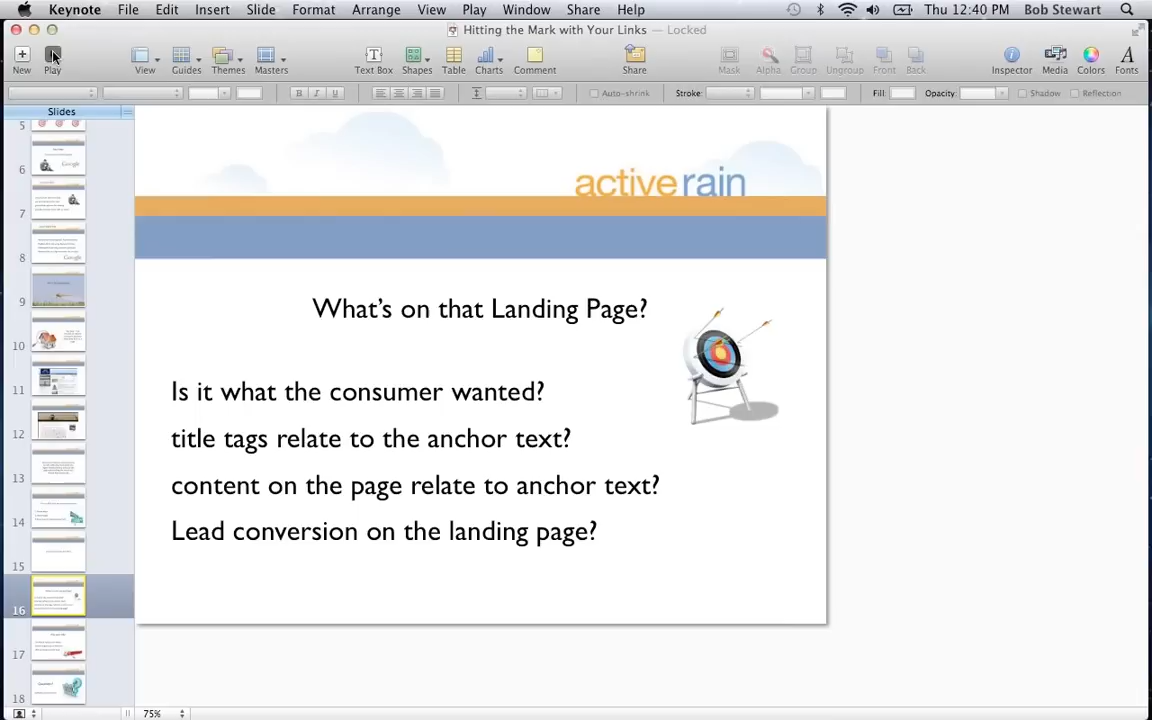 Keynote File Edit Insert Slide Format Arrange View Play Window Share Help Thu 12:40 PM Bob Stewart
Hitting the Mark with Your Links — Locked
New Play View Guides Themes Masters Text Box Shapes Table Charts Comment Share Mask Alpha Group Ungroup Front Back Inspector Media Colors Fonts
B I U Auto-shrink Stroke: Fill: Opacity: Shadow Reflection
Slides
5
6
7
8
9
10
11
12
13
14
15
16
17
18
Google
activerain
What's on that Landing Page?
Is it what the consumer wanted?
title tags relate to the anchor text?
content on the page relate to anchor text?
Lead conversion on the landing page?
75%